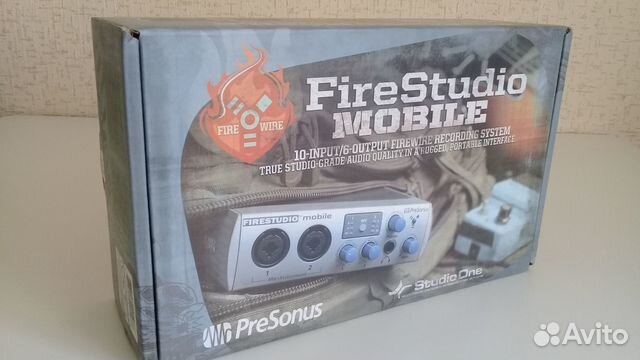 FireStudio
MOBILE
FIRE WIRE
10-INPUT/6-OUTPUT FIREWIRE RECORDING SYSTEM
TRUE STUDIO-GRADE AUDIO QUALITY IN A RUGGED, PORTABLE INTERFACE
FIRESTUDIO mobile
PreSonus
1 2
PreSonus
Studio One
Avito